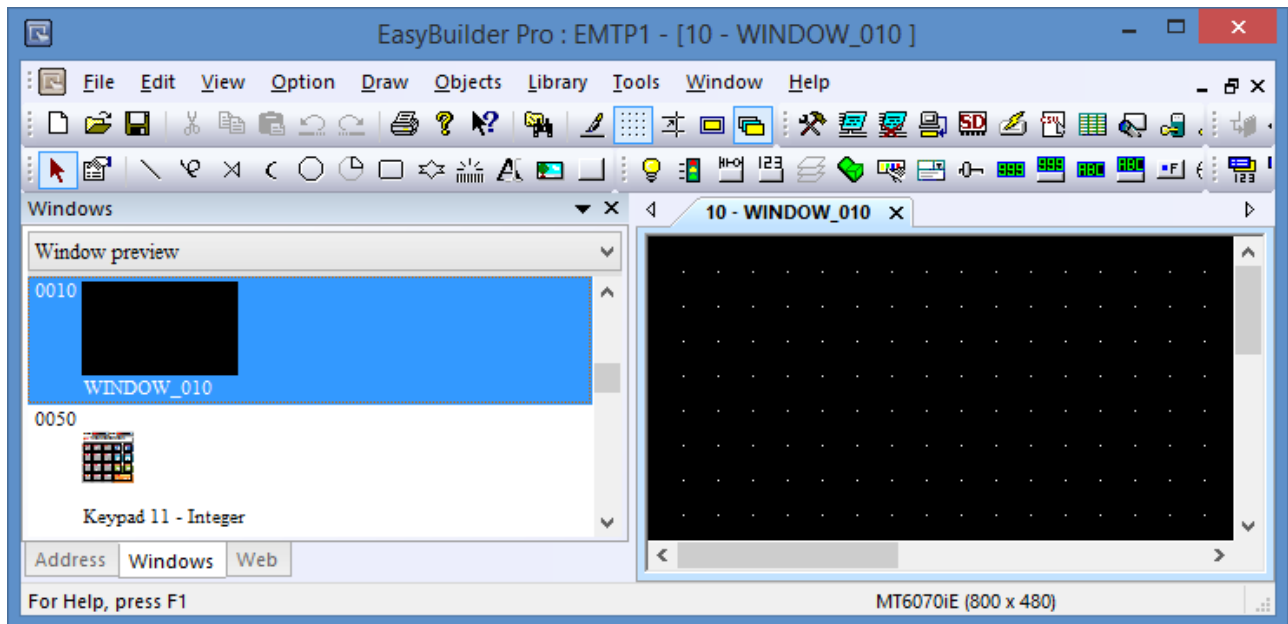 EasyBuilder Pro : EMTP1 - [10 - WINDOW_010 ]
File Edit View Option Draw Objects Library Tools Window Help
Windows
10 - WINDOW_010
Window preview
0010
WINDOW_010
0050
Keypad 11 - Integer
Address Windows Web
For Help, press F1
MT6070iE (800 x 480)